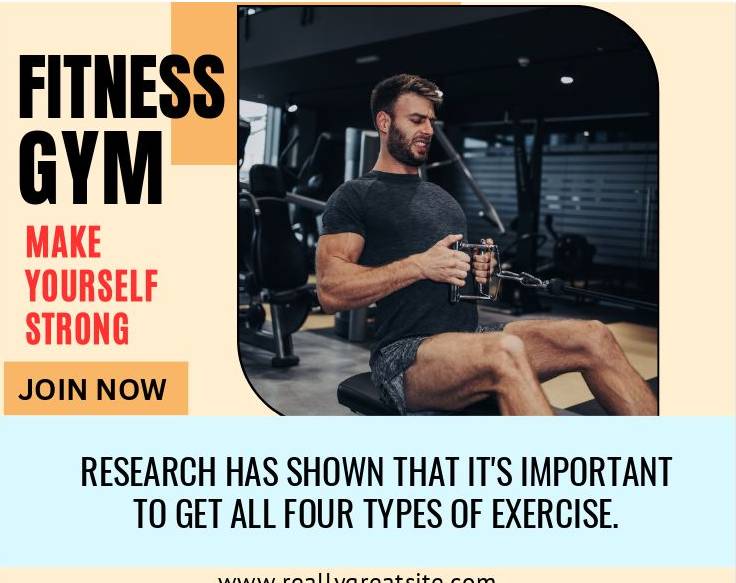 FITNESS
GYM
MAKE
YOURSELF
STRONG
JOIN NOW
RESEARCH HAS SHOWN THAT IT'S IMPORTANT
TO GET ALL FOUR TYPES OF EXERCISE.
www.reallygreatsite.com